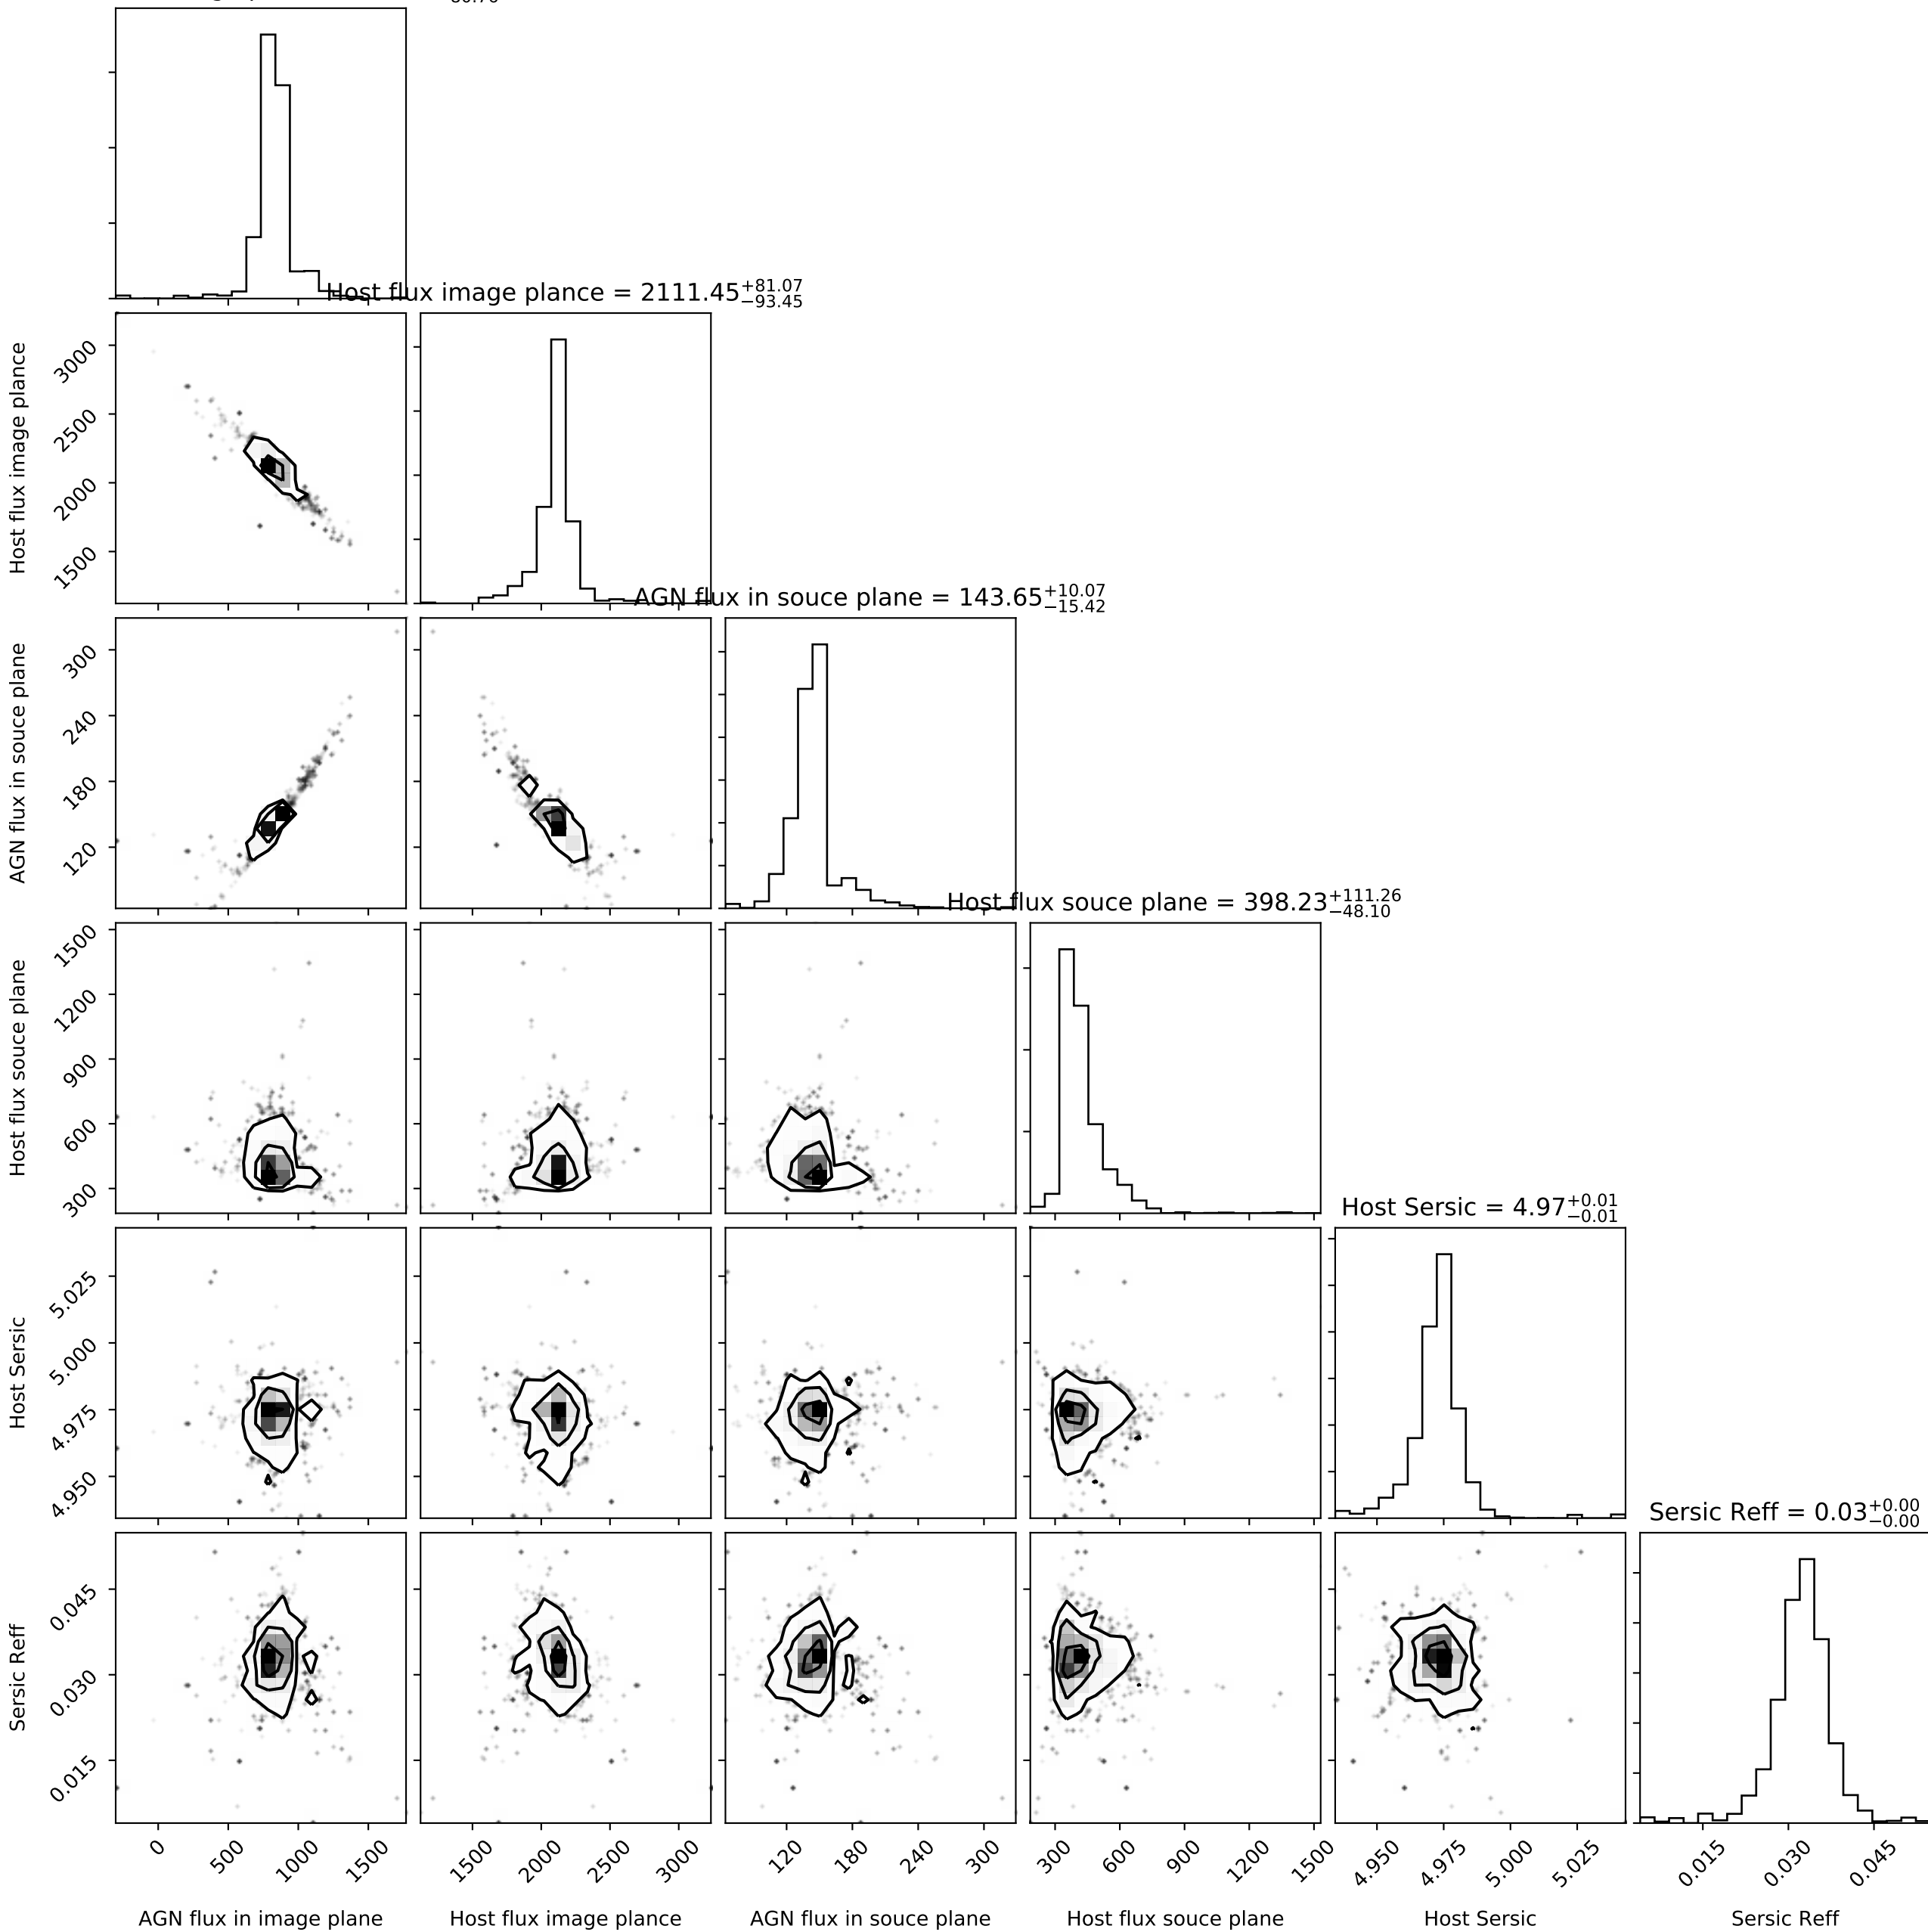 Host flux image plance = 2111.45 +81.07 −93.45
3000
2500
2000
1500
Host flux image plance
AGN flux in souce plane = 143.65 +10.07 −15.42
300
240
180
120
AGN flux in souce plane
Host flux souce plane = 398.23 +111.26 −48.10
1500
1200
900
600
300
Host flux souce plane
Host Sersic = 4.97 +0.01 −0.01
5.025
5.000
4.975
4.950
Host Sersic
Sersic Reff = 0.03 +0.00 −0.00
0.045
0.030
0.015
Sersic Reff
0 500 1000 1500 1500 2000 2500 3000 120 180 240 300 300 600 900 1200 1500 4.950 4.975 5.000 5.025 0.015 0.030 0.045
AGN flux in image plane Host flux image plance AGN flux in souce plane Host flux souce plane Host Sersic Sersic Reff